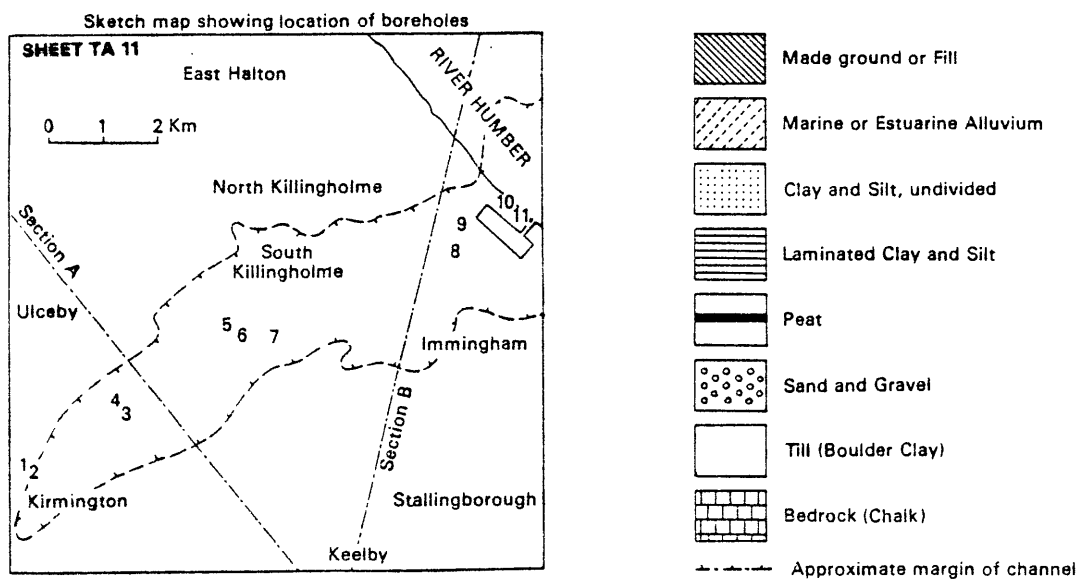 Sketch map showing location of boreholes
SHEET TA 11
East Halton
RIVER HUMBER
0 1 2 Km
North Killingholme
Section A
South
Killingholme
10
11
9
8
Ulceby
5
6
7
Immingham
4
3
Section B
1
2
Kirmington
Stallingborough
Keelby
Made ground or Fill
Marine or Estuarine Alluvium
Clay and Silt, undivided
Laminated Clay and Silt
Peat
Sand and Gravel
Till (Boulder Clay)
Bedrock (Chalk)
Approximate margin of channel